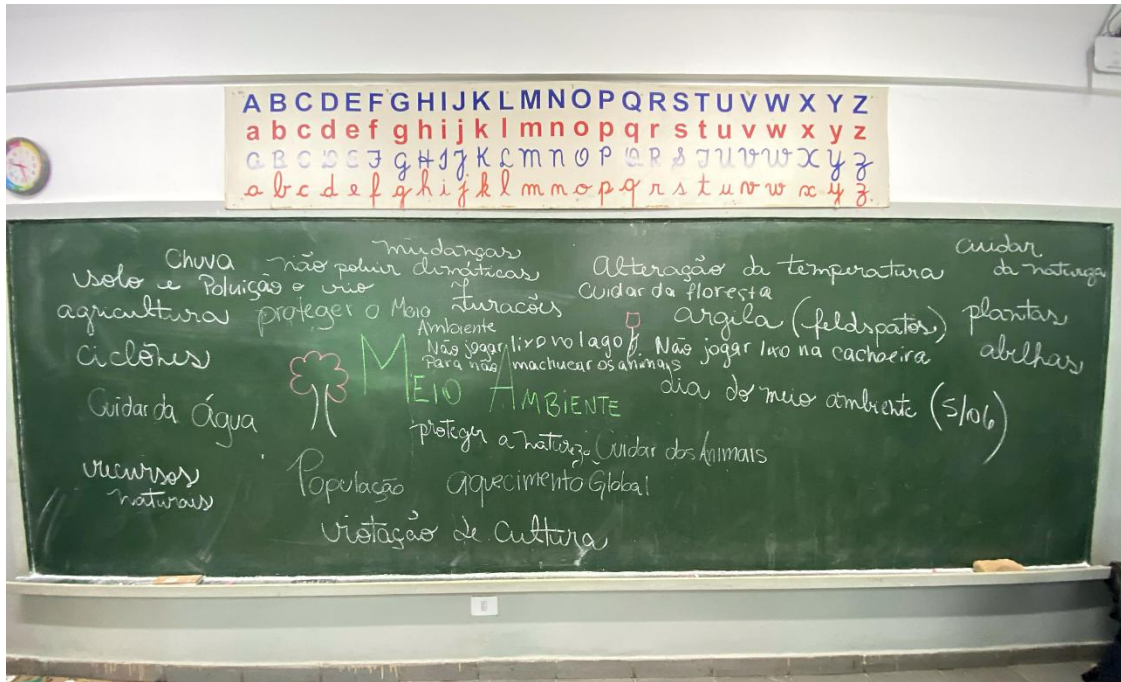 A B C D E F G H I J K L M N O P Q R S T U V W X Y Z
a b c d e f g h i j k l m n o p q r s t u v w x y z
A B C D E F G H I J K L M N O P Q R S T U V W X Y Z
a b c d e f g h i j k l m n o p q r s t u v w x y z
Chuva
não poluir o rio
mudanças
climáticas
Alteração da temperatura
cuidar
da natureza
solo e
agricultura
Poluição
proteger o Meio
Ambiente
Furacões
Cuidar da floresta
argila (feldspatos)
plantas
abelhas
ciclones
Não jogar lixo no lago
Para não machucar os animais
Não jogar lixo na cachoeira
MEIO AMBIENTE
dia do meio ambiente (5/06)
Cuidar da água
proteger a natureza
Cuidar dos Animais
recursos
naturais
População
aquecimento Global
de cultura